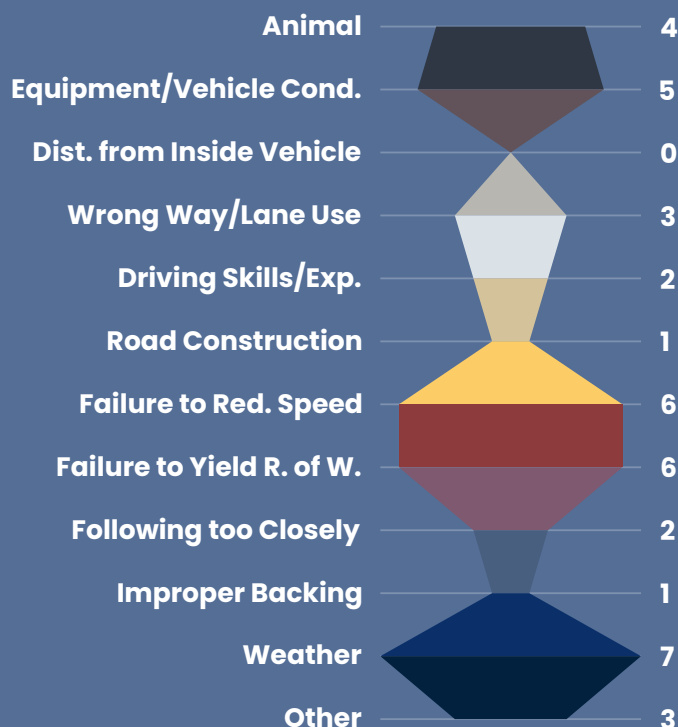 Animal 4
Equipment/Vehicle Cond. 5
Dist. from Inside Vehicle 0
Wrong Way/Lane Use 3
Driving Skills/Exp. 2
Road Construction 1
Failure to Red. Speed 6
Failure to Yield R. of W. 6
Following too Closely 2
Improper Backing 1
Weather 7
Other 3